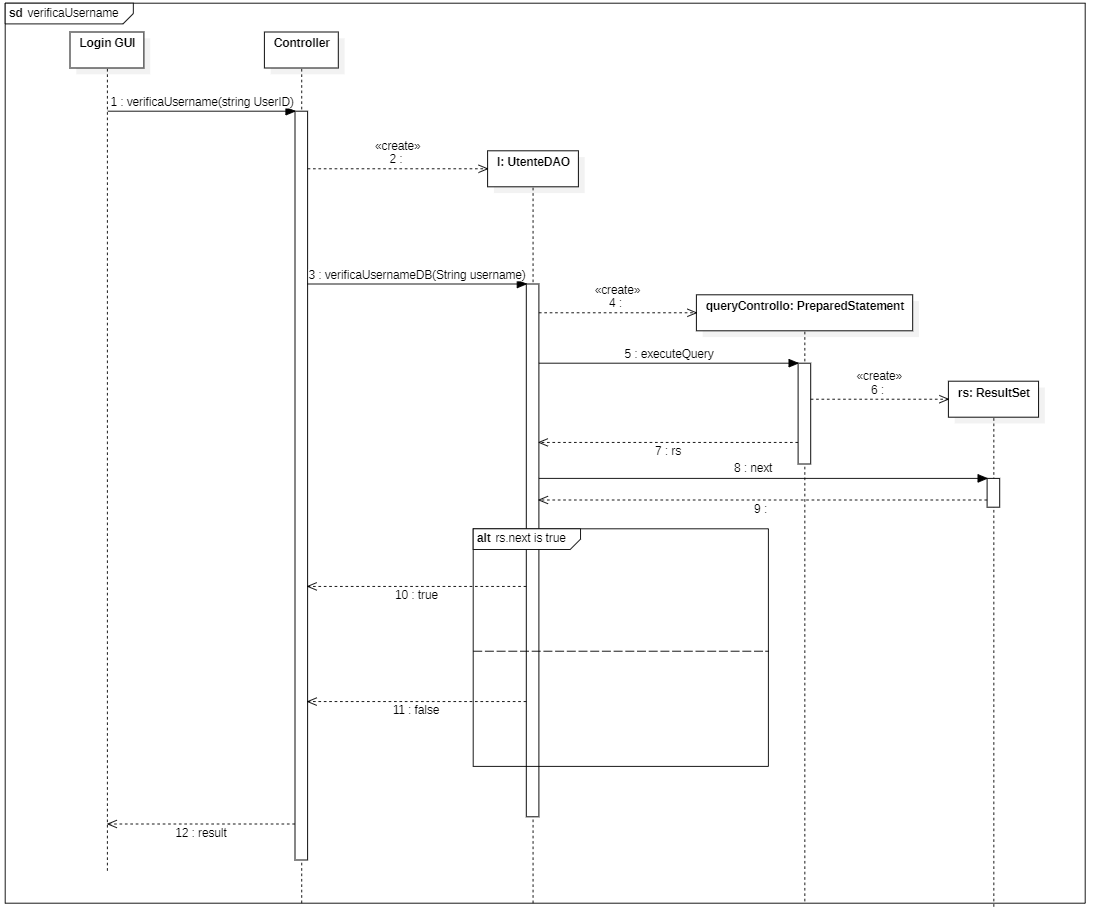 sd verificaUsername
Login GUI
Controller
1 : verificaUsername(string UserID)
«create»
2 :
l: UtenteDAO
3 : verificaUsernameDB(String username)
«create»
4 :
queryControllo: PreparedStatement
5 : executeQuery
«create»
6 :
rs: ResultSet
7 : rs
8 : next
9 :
alt rs.next is true
10 : true
11 : false
12 : result